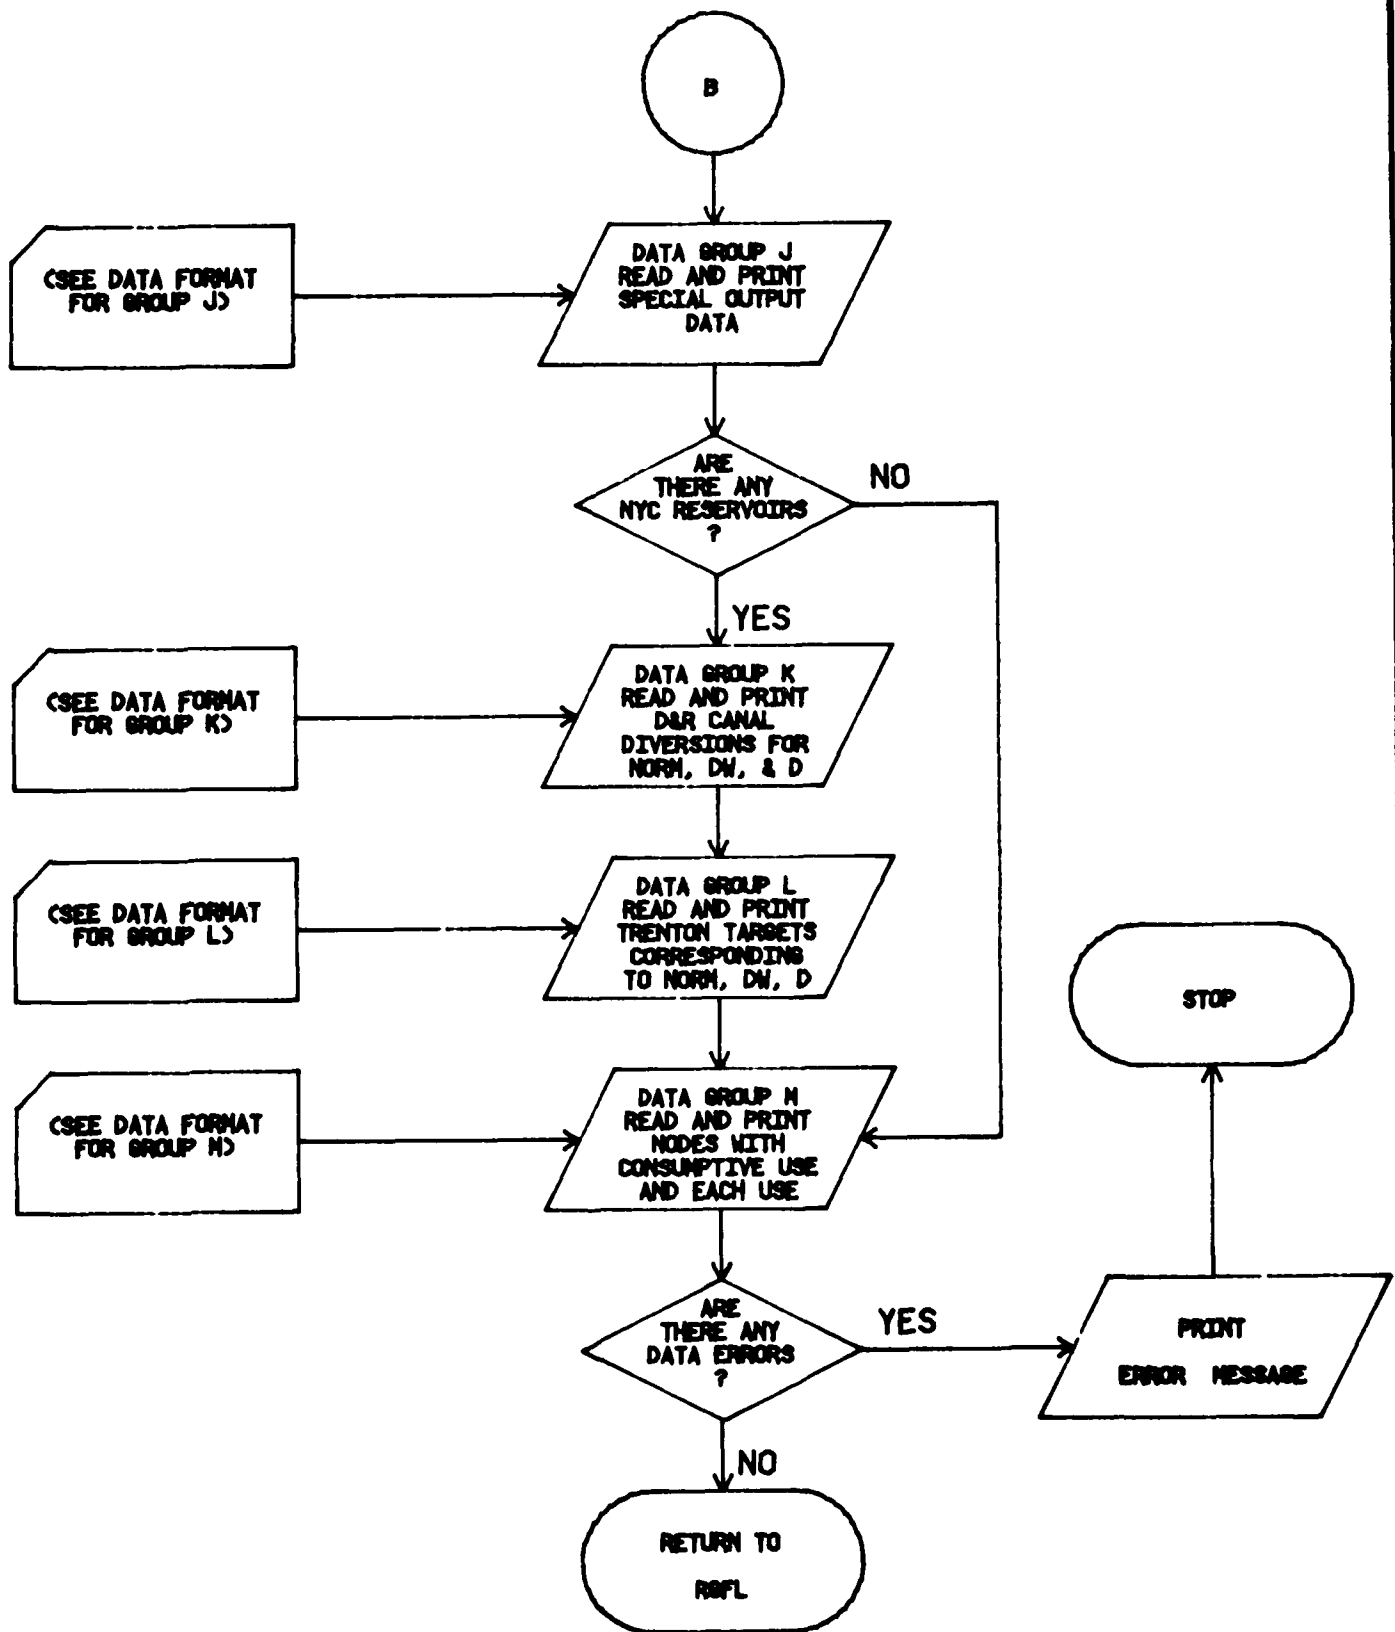 B
(SEE DATA FORMAT
FOR GROUP J)
DATA GROUP J
READ AND PRINT
SPECIAL OUTPUT
DATA
ARE
THERE ANY
NYC RESERVOIRS
?
NO
YES
(SEE DATA FORMAT
FOR GROUP K)
DATA GROUP K
READ AND PRINT
D&R CANAL
DIVERSIONS FOR
NORM, DW, & D
(SEE DATA FORMAT
FOR GROUP L)
DATA GROUP L
READ AND PRINT
TRENTON TARGETS
CORRESPONDING
TO NORM, DW, D
STOP
(SEE DATA FORMAT
FOR GROUP M)
DATA GROUP M
READ AND PRINT
NODES WITH
CONSUMPTIVE USE
AND EACH USE
ARE
THERE ANY
DATA ERRORS
?
YES
PRINT
ERROR MESSAGE
NO
RETURN TO
RGFL